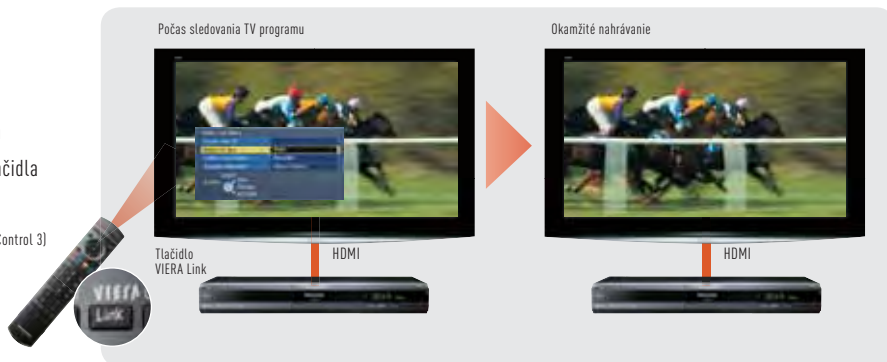 Počas sledovania TV programu
Okamžité nahrávanie
čidla
Control 3)
Tlačidlo
VIERA Link
HDMI
HDMI
VIERA
Link